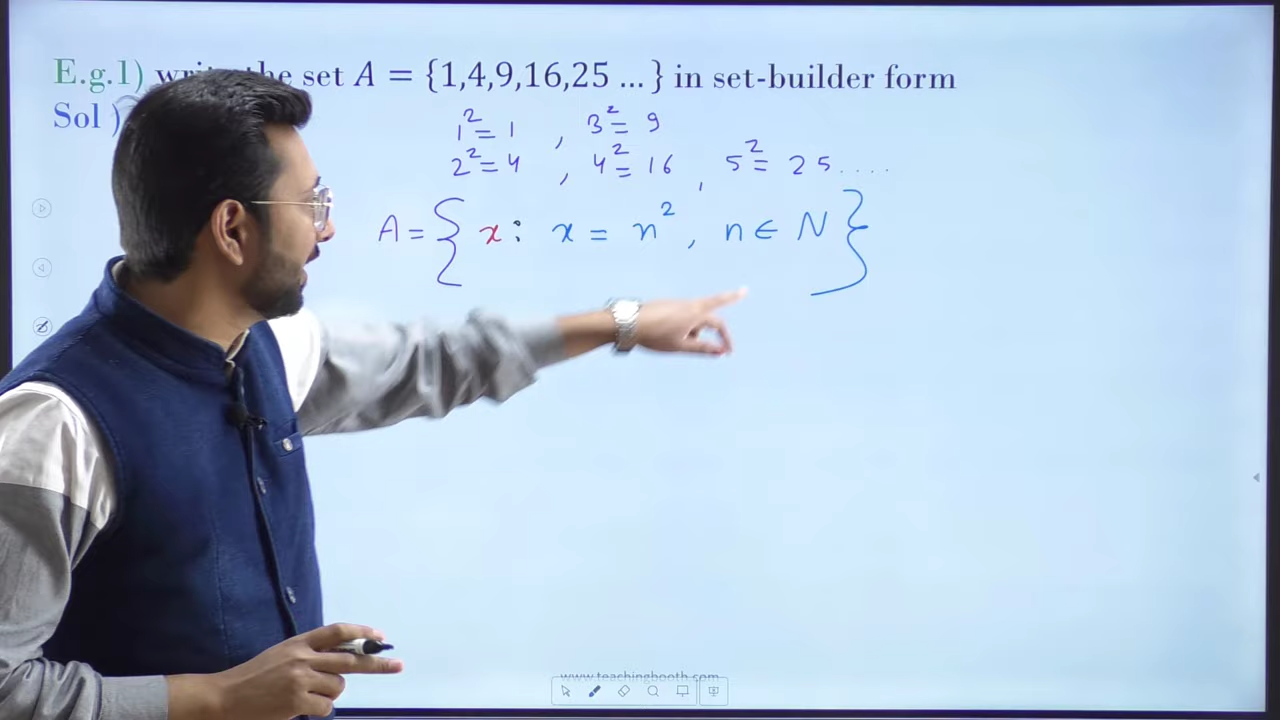 E.g.1) the set A = {1,4,9,16,25 ... } in set-builder form
Sol )
1² = 1 , 3² = 9
2² = 4 , 4² = 16 , 5² = 25....
A = { x : x = n² , n ∈ N }
www.teachingbooth.com